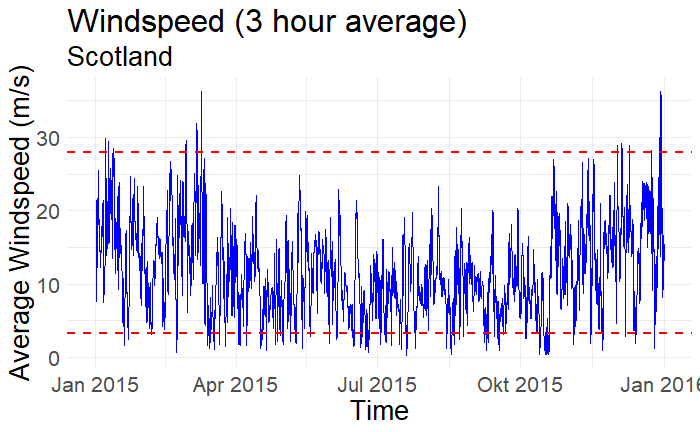 Windspeed (3 hour average)
Scotland
Average Windspeed (m/s)
30
20
10
0
Jan 2015 Apr 2015 Jul 2015 Okt 2015 Jan 2016
Time